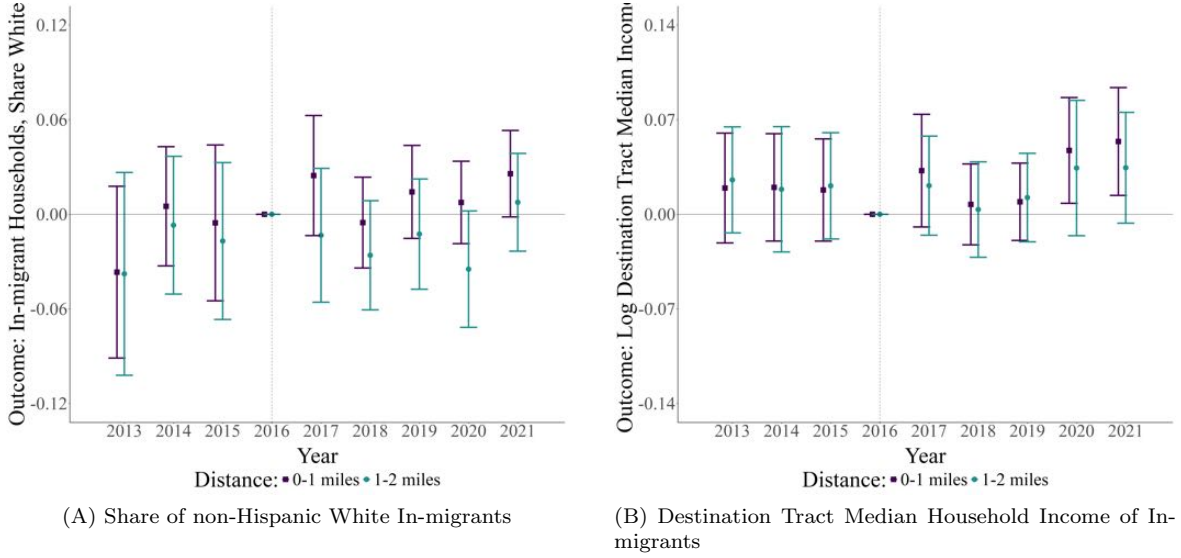 Outcome: In-migrant Households, Share White
0.12
0.06
0.00
-0.06
-0.12
2013 2014 2015 2016 2017 2018 2019 2020 2021
Year
Distance: 0-1 miles 1-2 miles
(A) Share of non-Hispanic White In-migrants
Outcome: Log Destination Tract Median Income
0.14
0.07
0.00
-0.07
-0.14
2013 2014 2015 2016 2017 2018 2019 2020 2021
Year
Distance: 0-1 miles 1-2 miles
(B) Destination Tract Median Household Income of In-
migrants